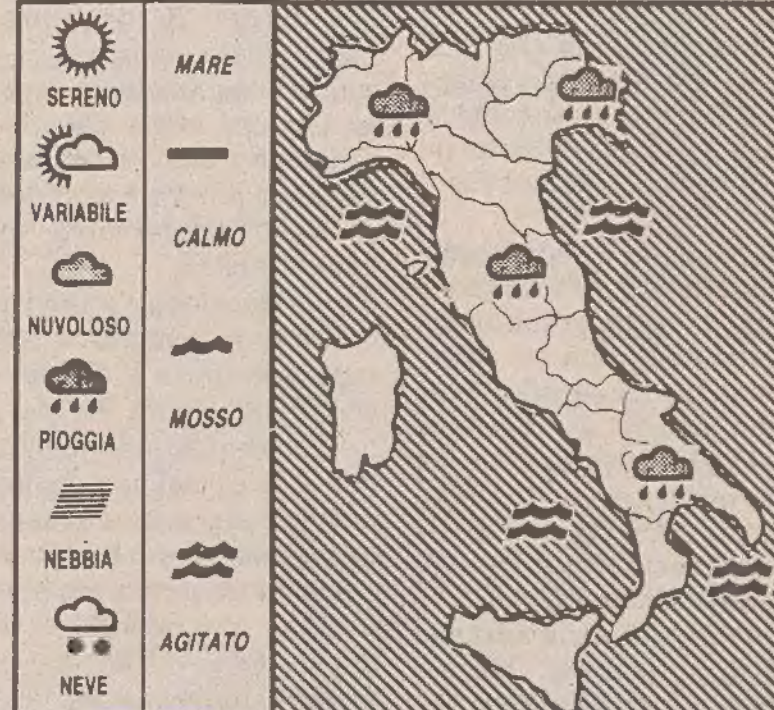 SERENO
VARIABILE
NUVOLOSO
PIOGGIA
NEBBIA
NEVE
MARE
CALMO
MOSSO
AGITATO